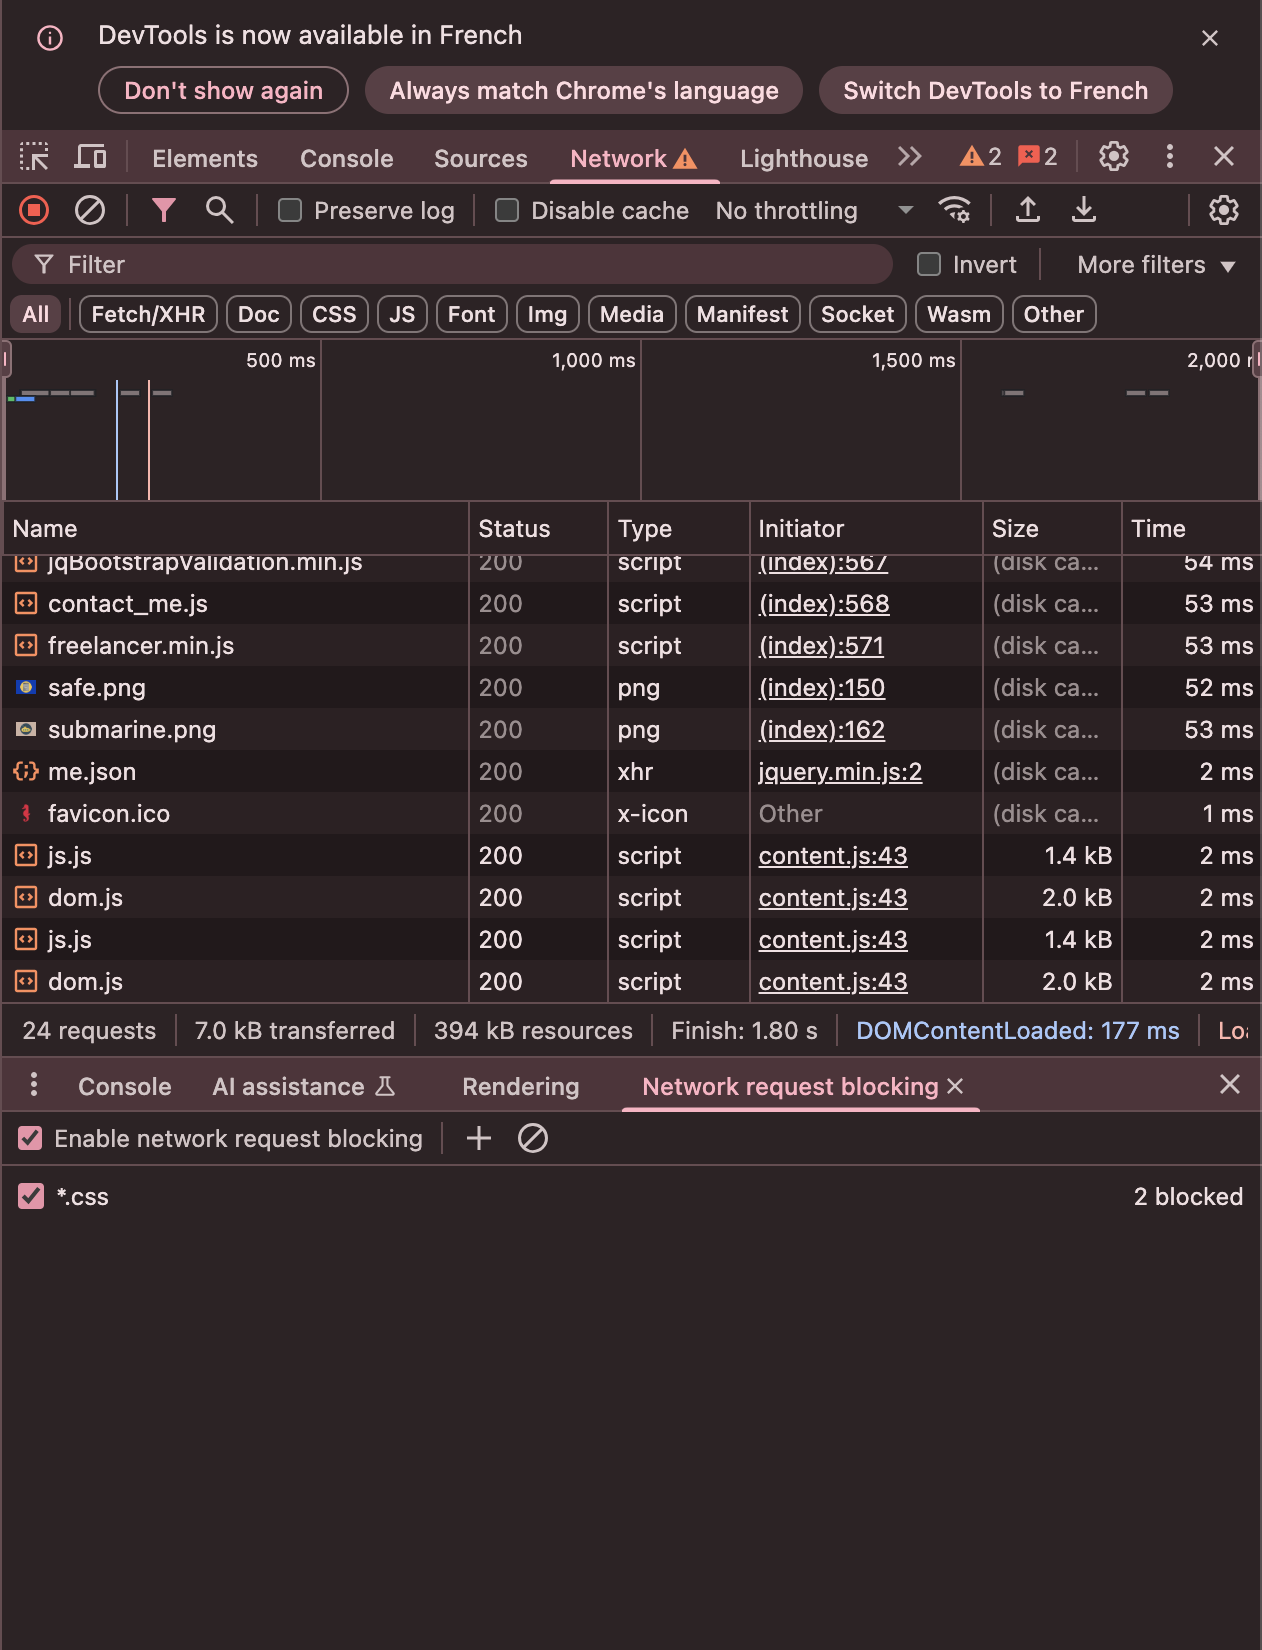 DevTools is now available in French
Don't show again Always match Chrome's language Switch DevTools to French
Elements Console Sources Network Lighthouse 2 2
Preserve log Disable cache No throttling
Filter Invert More filters
All Fetch/XHR Doc CSS JS Font Img Media Manifest Socket Wasm Other
500 ms 1,000 ms 1,500 ms 2,000
Name Status Type Initiator Size Time
jqBootstrapValidation.min.js 200 script (index):567 (disk ca... 54 ms
contact_me.js 200 script (index):568 (disk ca... 53 ms
freelancer.min.js 200 script (index):571 (disk ca... 53 ms
safe.png 200 png (index):150 (disk ca... 52 ms
submarine.png 200 png (index):162 (disk ca... 53 ms
me.json 200 xhr jquery.min.js:2 (disk ca... 2 ms
favicon.ico 200 x-icon Other (disk ca... 1 ms
js.js 200 script content.js:43 1.4 kB 2 ms
dom.js 200 script content.js:43 2.0 kB 2 ms
js.js 200 script content.js:43 1.4 kB 2 ms
dom.js 200 script content.js:43 2.0 kB 2 ms
24 requests 7.0 kB transferred 394 kB resources Finish: 1.80 s DOMContentLoaded: 177 ms
Console AI assistance Rendering Network request blocking
Enable network request blocking
*.css 2 blocked